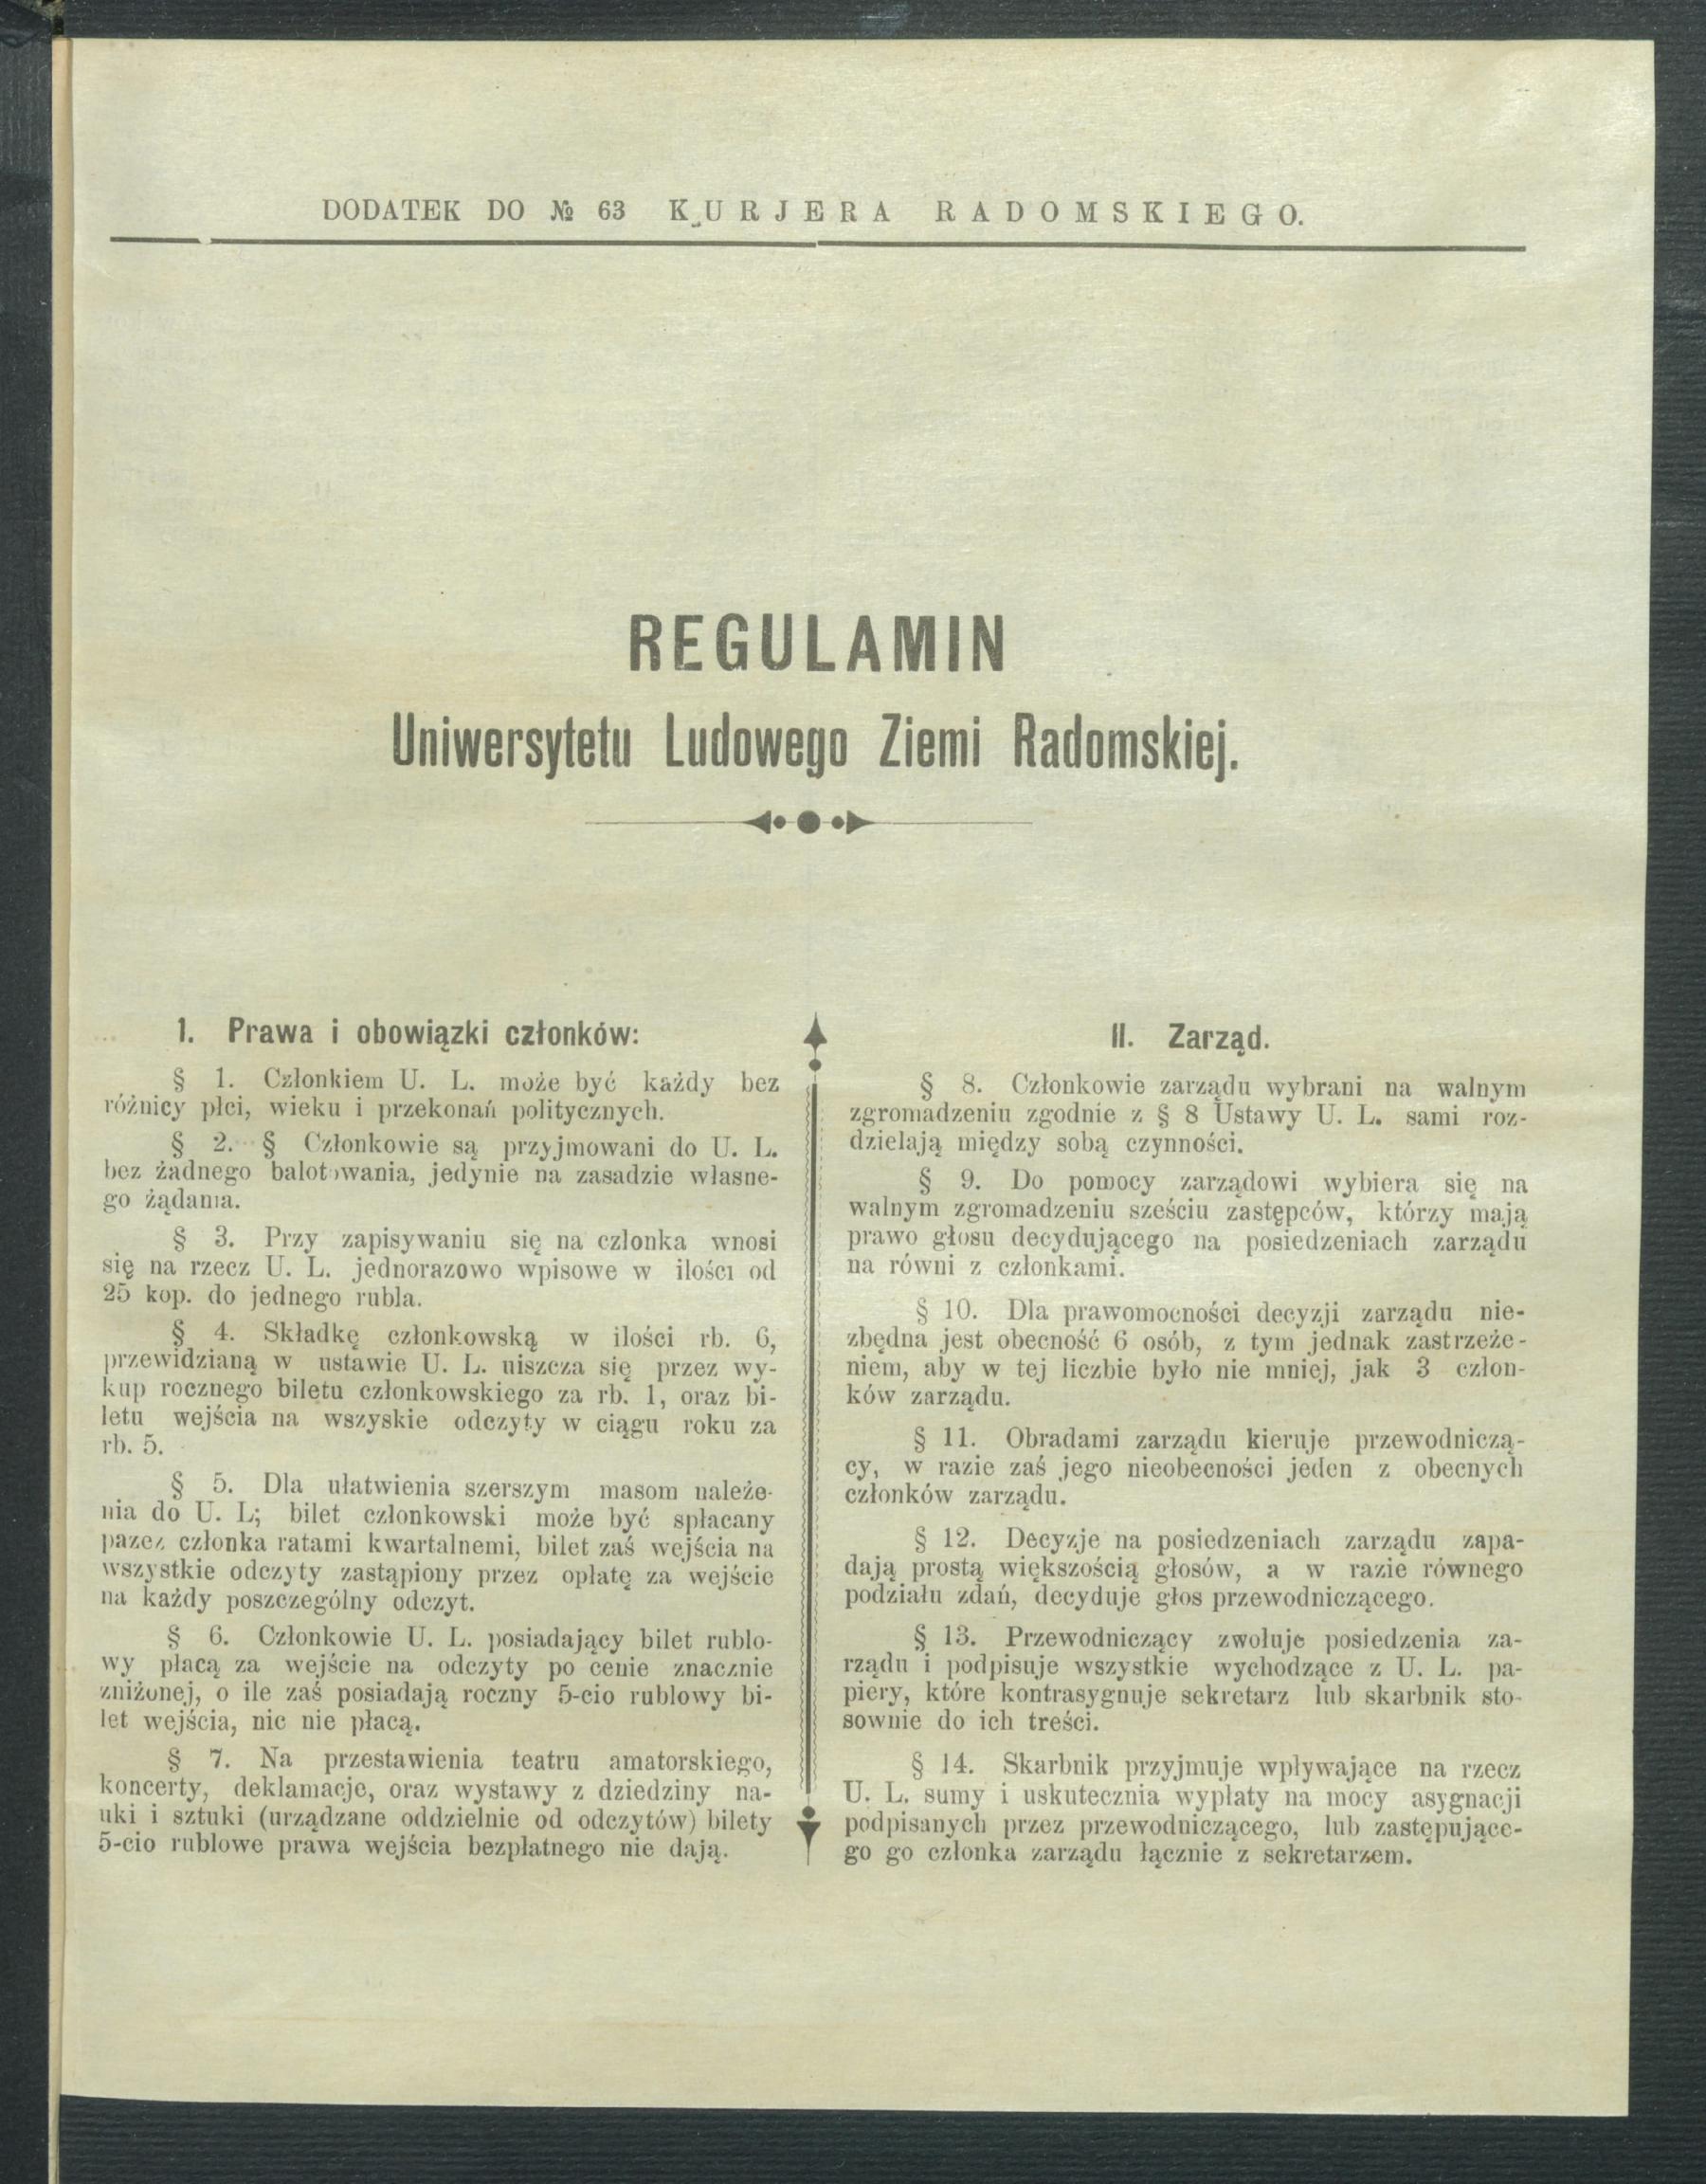 DODATEK DO № 63 KURJERA RADOMSKIEGO.
REGULAMIN
Uniwersytetu Ludowego Ziemi Radomskiej.
I. Prawa i obowiązki członków:
§ 1. Członkiem U. L. może być każdy bez
różnicy płci, wieku i przekonań politycznych.
§ 2. § Członkowie są przyjmowani do U. L.
bez żadnego balotowania, jedynie na zasadzie własne-
go żądania.
§ 3. Przy zapisywaniu się na członka wnosi
się na rzecz U. L. jednorazowo wpisowe w ilości od
25 kop. do jednego rubla.
§ 4. Składkę członkowską w ilości rb. 6,
przewidzianą w ustawie U. L. uiszcza się przez wy-
kup rocznego biletu członkowskiego za rb. 1, oraz bi-
letu wejścia na wszyskie odczyty w ciągu roku za
rb. 5.
§ 5. Dla ułatwienia szerszym masom należe-
nia do U. L; bilet członkowski może być spłacany
pazez członka ratami kwartalnemi, bilet zaś wejścia na
wszystkie odczyty zastąpiony przez opłatę za wejście
na każdy poszczególny odczyt.
§ 6. Członkowie U. L. posiadający bilet rublo-
wy płacą za wejście na odczyty po cenie znacznie
zniżonej, o ile zaś posiadają roczny 5-cio rublowy bi-
let wejścia, nic nie płacą.
§ 7. Na przestawienia teatru amatorskiego,
koncerty, deklamacje, oraz wystawy z dziedziny na-
uki i sztuki (urządzane oddzielnie od odczytów) bilety
5-cio rublowe prawa wejścia bezpłatnego nie dają.
II. Zarząd.
§ 8. Członkowie zarządu wybrani na walnym
zgromadzeniu zgodnie z § 8 Ustawy U. L. sami roz-
dzielają między sobą czynności.
§ 9. Do pomocy zarządowi wybiera się na
walnym zgromadzeniu sześciu zastępców, którzy mają
prawo głosu decydującego na posiedzeniach zarządu
na równi z członkami.
§ 10. Dla prawomocności decyzji zarządu nie-
zbędna jest obecność 6 osób, z tym jednak zastrzeże-
niem, aby w tej liczbie było nie mniej, jak 3 człon-
ków zarządu.
§ 11. Obradami zarządu kieruje przewodniczą-
cy, w razie zaś jego nieobecności jeden z obecnych
członków zarządu.
§ 12. Decyzje na posiedzeniach zarządu zapa-
dają prostą większością głosów, a w razie równego
podziału zdań, decyduje głos przewodniczącego.
§ 13. Przewodniczący zwołuje posiedzenia za-
rządu i podpisuje wszystkie wychodzące z U. L. pa-
piery, które kontrasygnuje sekretarz lub skarbnik sto-
sownie do ich treści.
§ 14. Skarbnik przyjmuje wpływające na rzecz
U. L. sumy i uskutecznia wypłaty na mocy asygnacji
podpisanych przez przewodniczącego, lub zastępujące-
go go członka zarządu łącznie z sekretarzem.